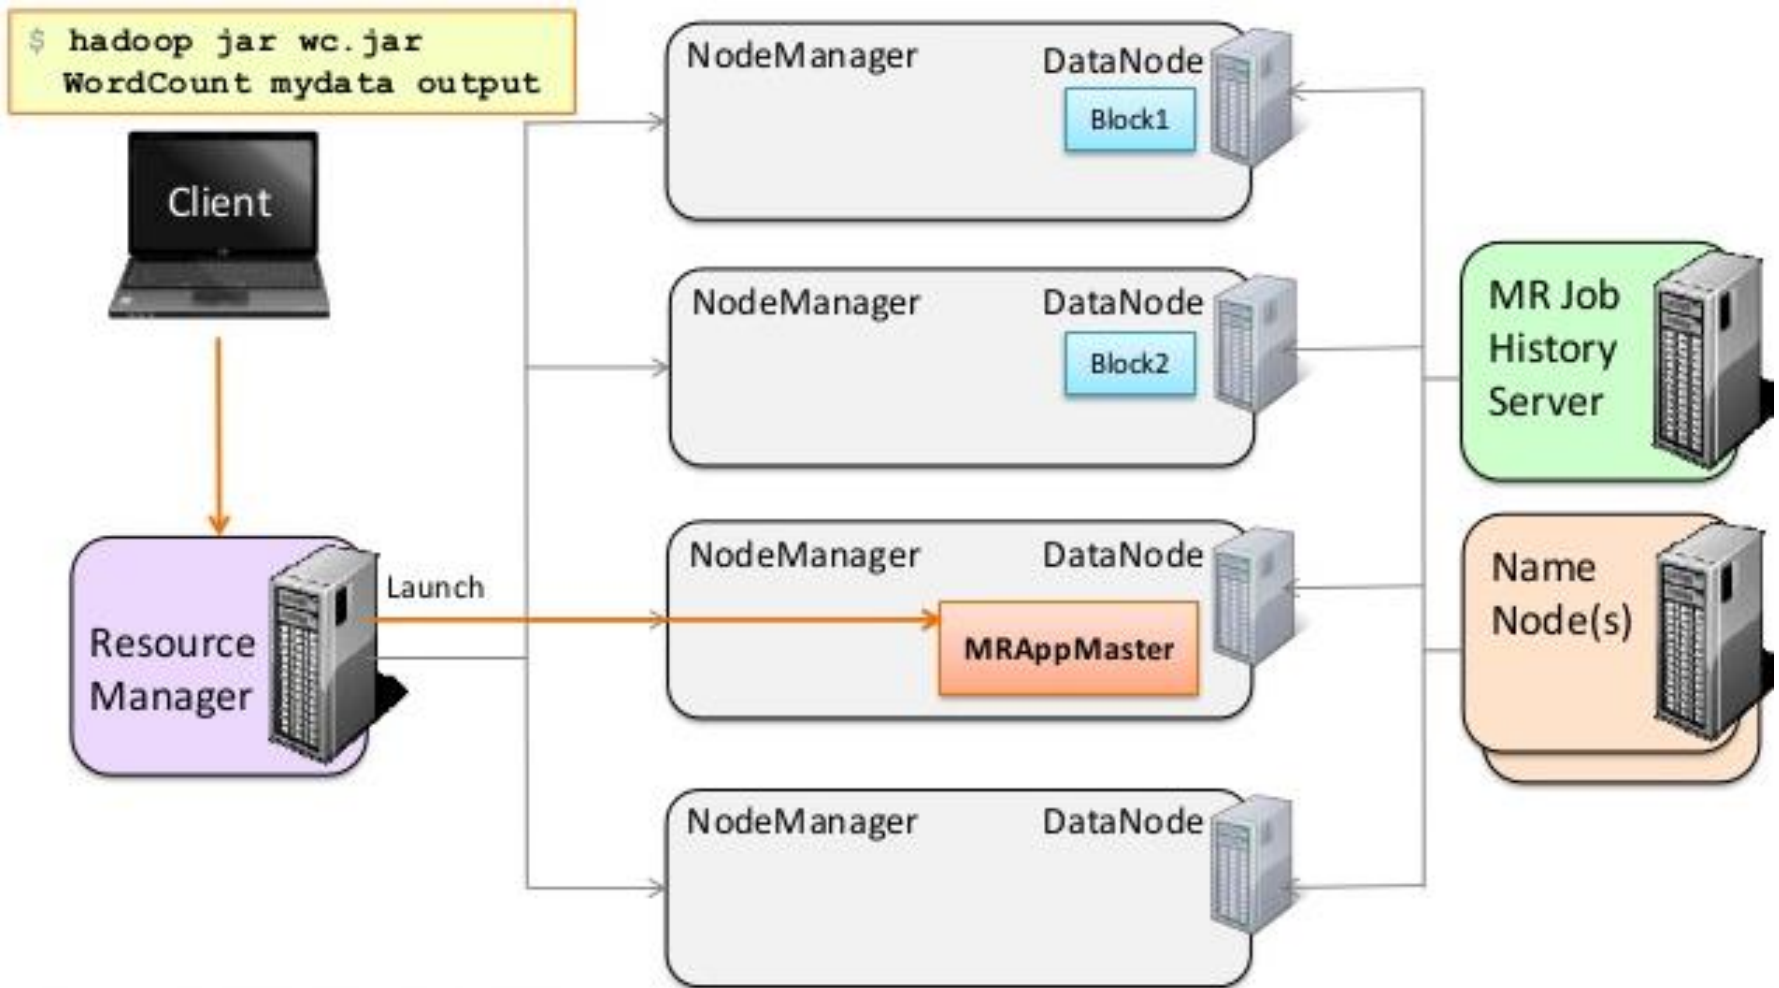 $ hadoop jar wc.jar
WordCount mydata output
Client
Resource
Manager
Launch
NodeManager
DataNode
Block1
NodeManager
DataNode
Block2
NodeManager
DataNode
MRAppMaster
NodeManager
DataNode
MR Job
History
Server
Name
Node(s)